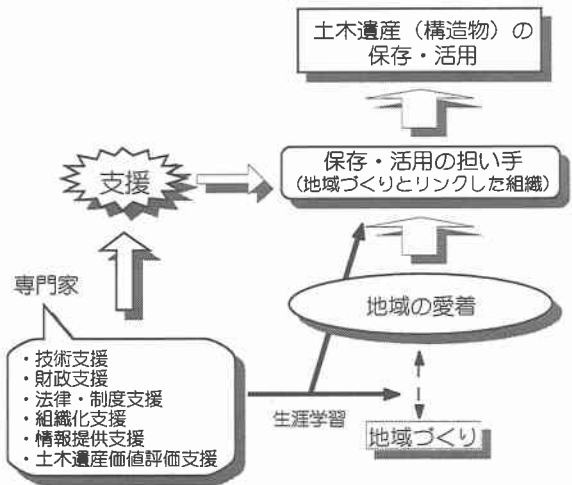 土木遺産（構造物）の
保存・活用
保存・活用の担い手
（地域づくりとリンクした組織）
支援
専門家
地域の愛着
・技術支援
・財政支援
・法律・制度支援
・組織化支援
・情報提供支援
・土木遺産価値評価支援
生涯学習
地域づくり